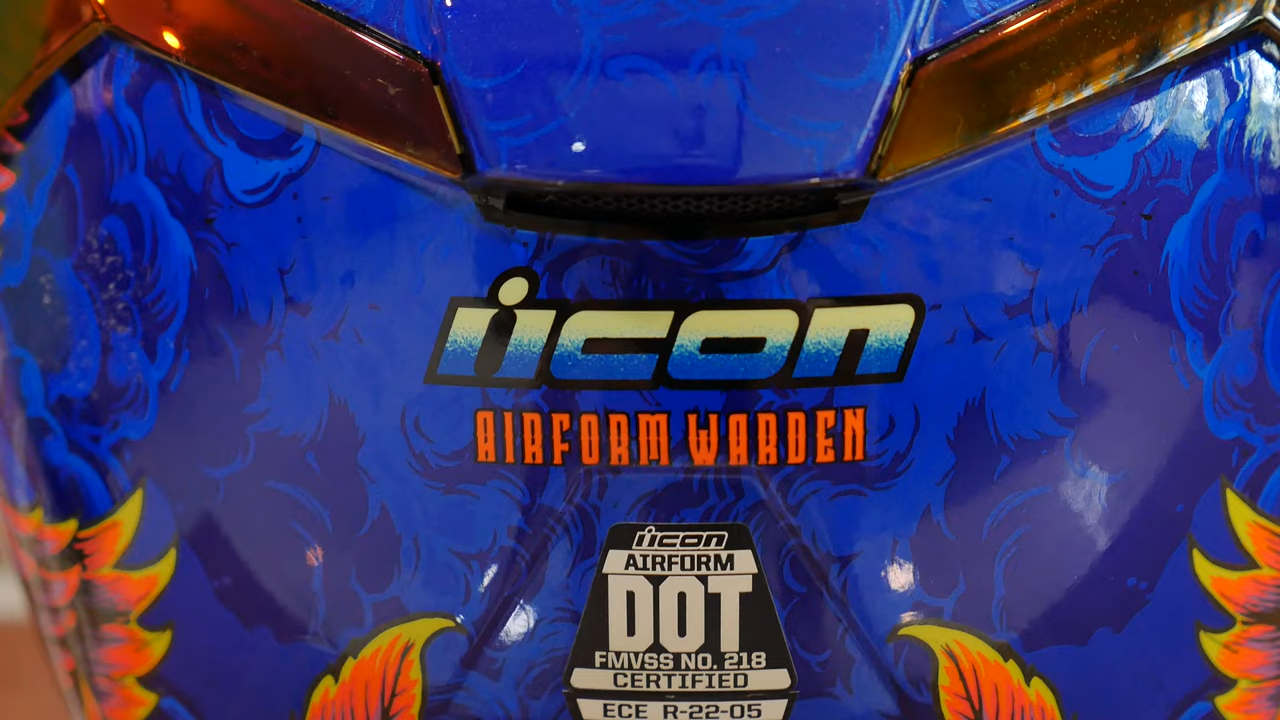 icon
AIRFORM WARDEN
icon
AIRFORM
DOT
FMVSS NO. 218
CERTIFIED
ECE R-22-05